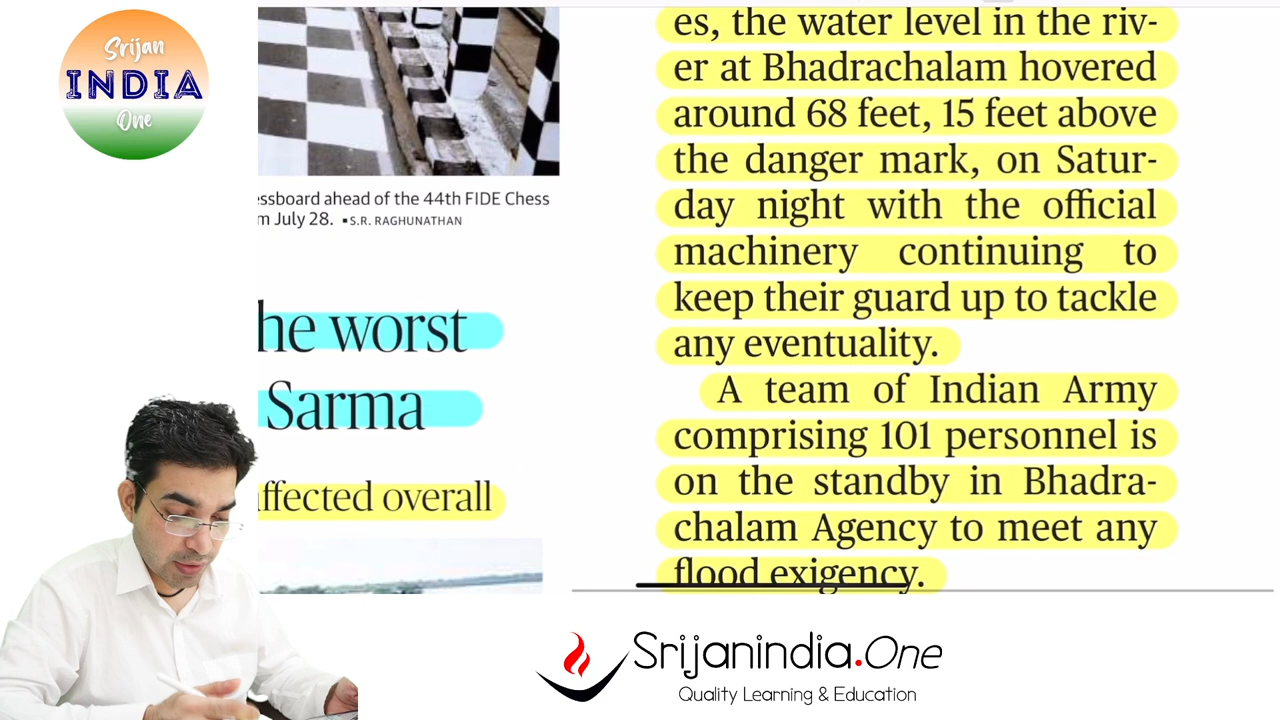 Srijan
INDIA
One
essboard ahead of the 44th FIDE Chess
m July 28. ▪S.R. RAGHUNATHAN
he worst
Sarma
ffected overall
es, the water level in the riv-
er at Bhadrachalam hovered
around 68 feet, 15 feet above
the danger mark, on Satur-
day night with the official
machinery continuing to
keep their guard up to tackle
any eventuality.
A team of Indian Army
comprising 101 personnel is
on the standby in Bhadra-
chalam Agency to meet any
flood exigency.
Srijanindia.One
Quality Learning & Education